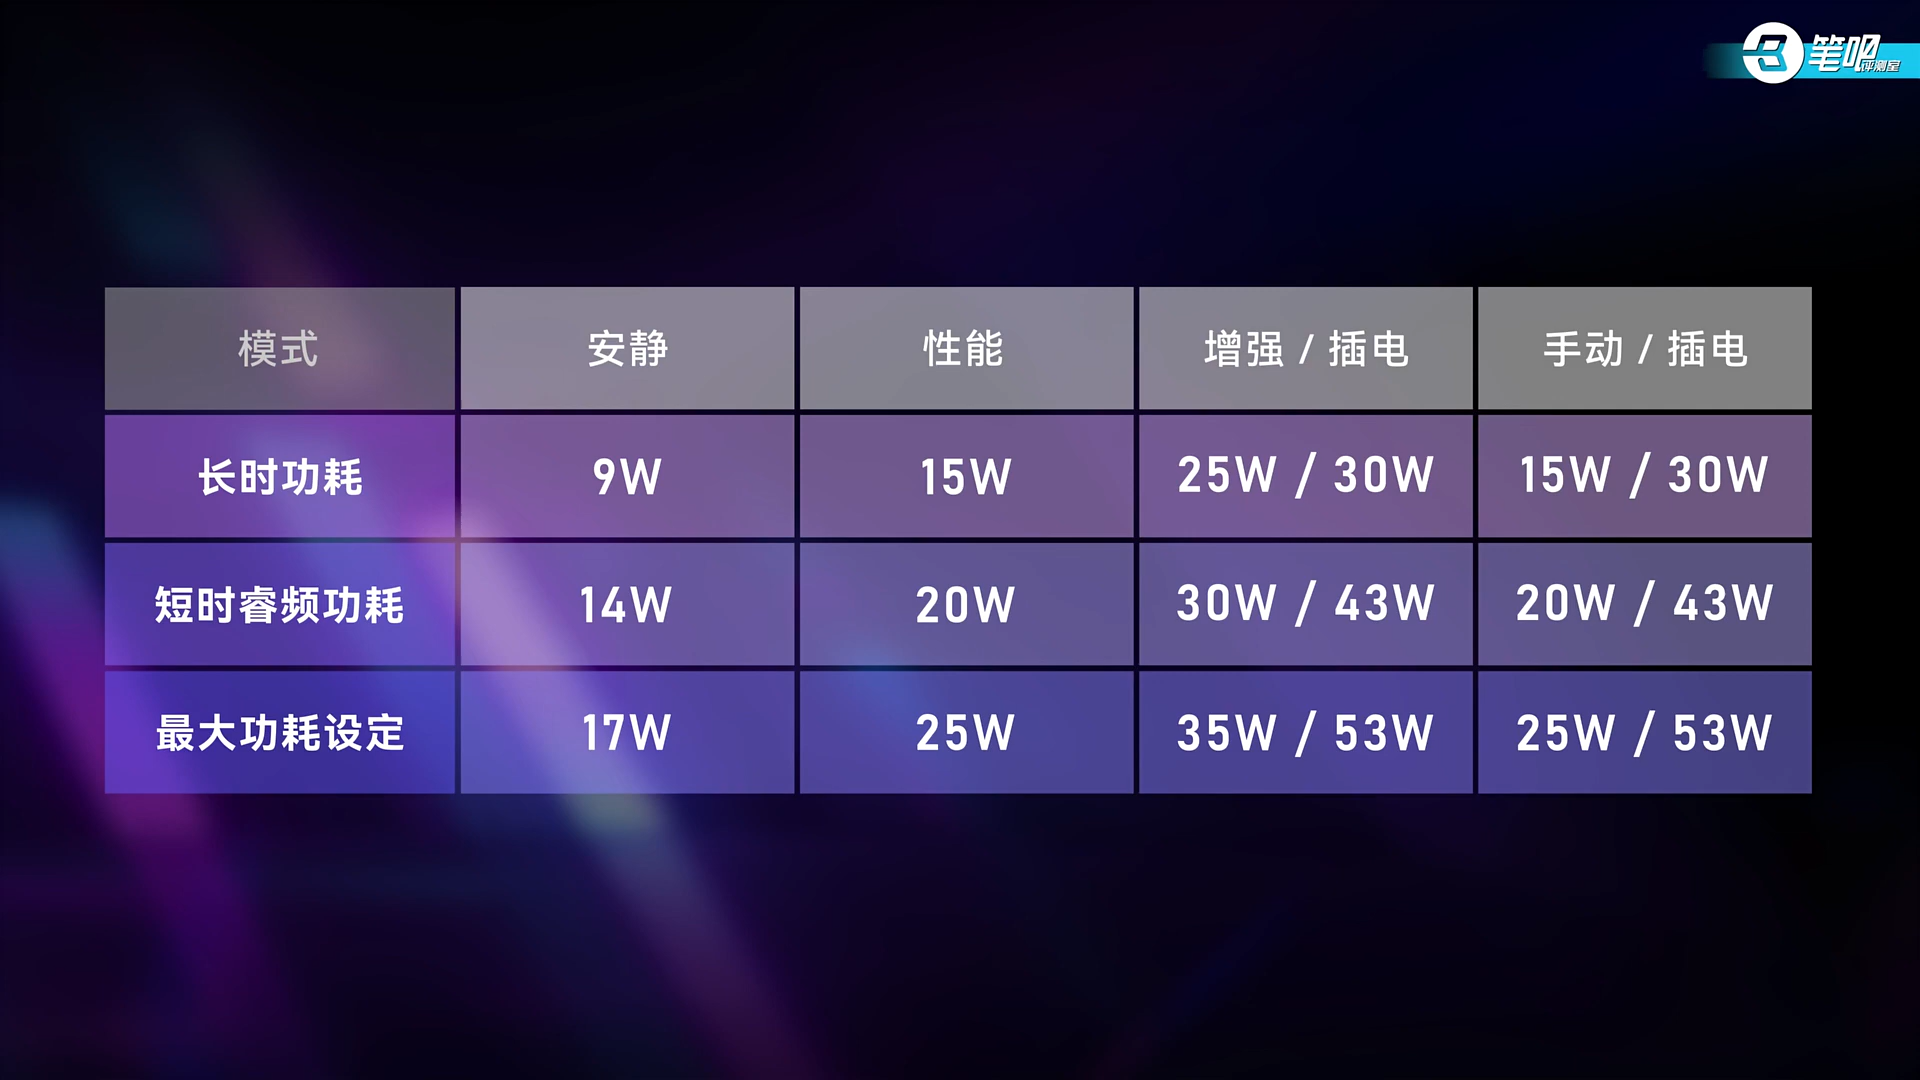 笔吧评测室
模式 安静 性能 增强 / 插电 手动 / 插电
长时功耗 9W 15W 25W / 30W 15W / 30W
短时睿频功耗 14W 20W 30W / 43W 20W / 43W
最大功耗设定 17W 25W 35W / 53W 25W / 53W